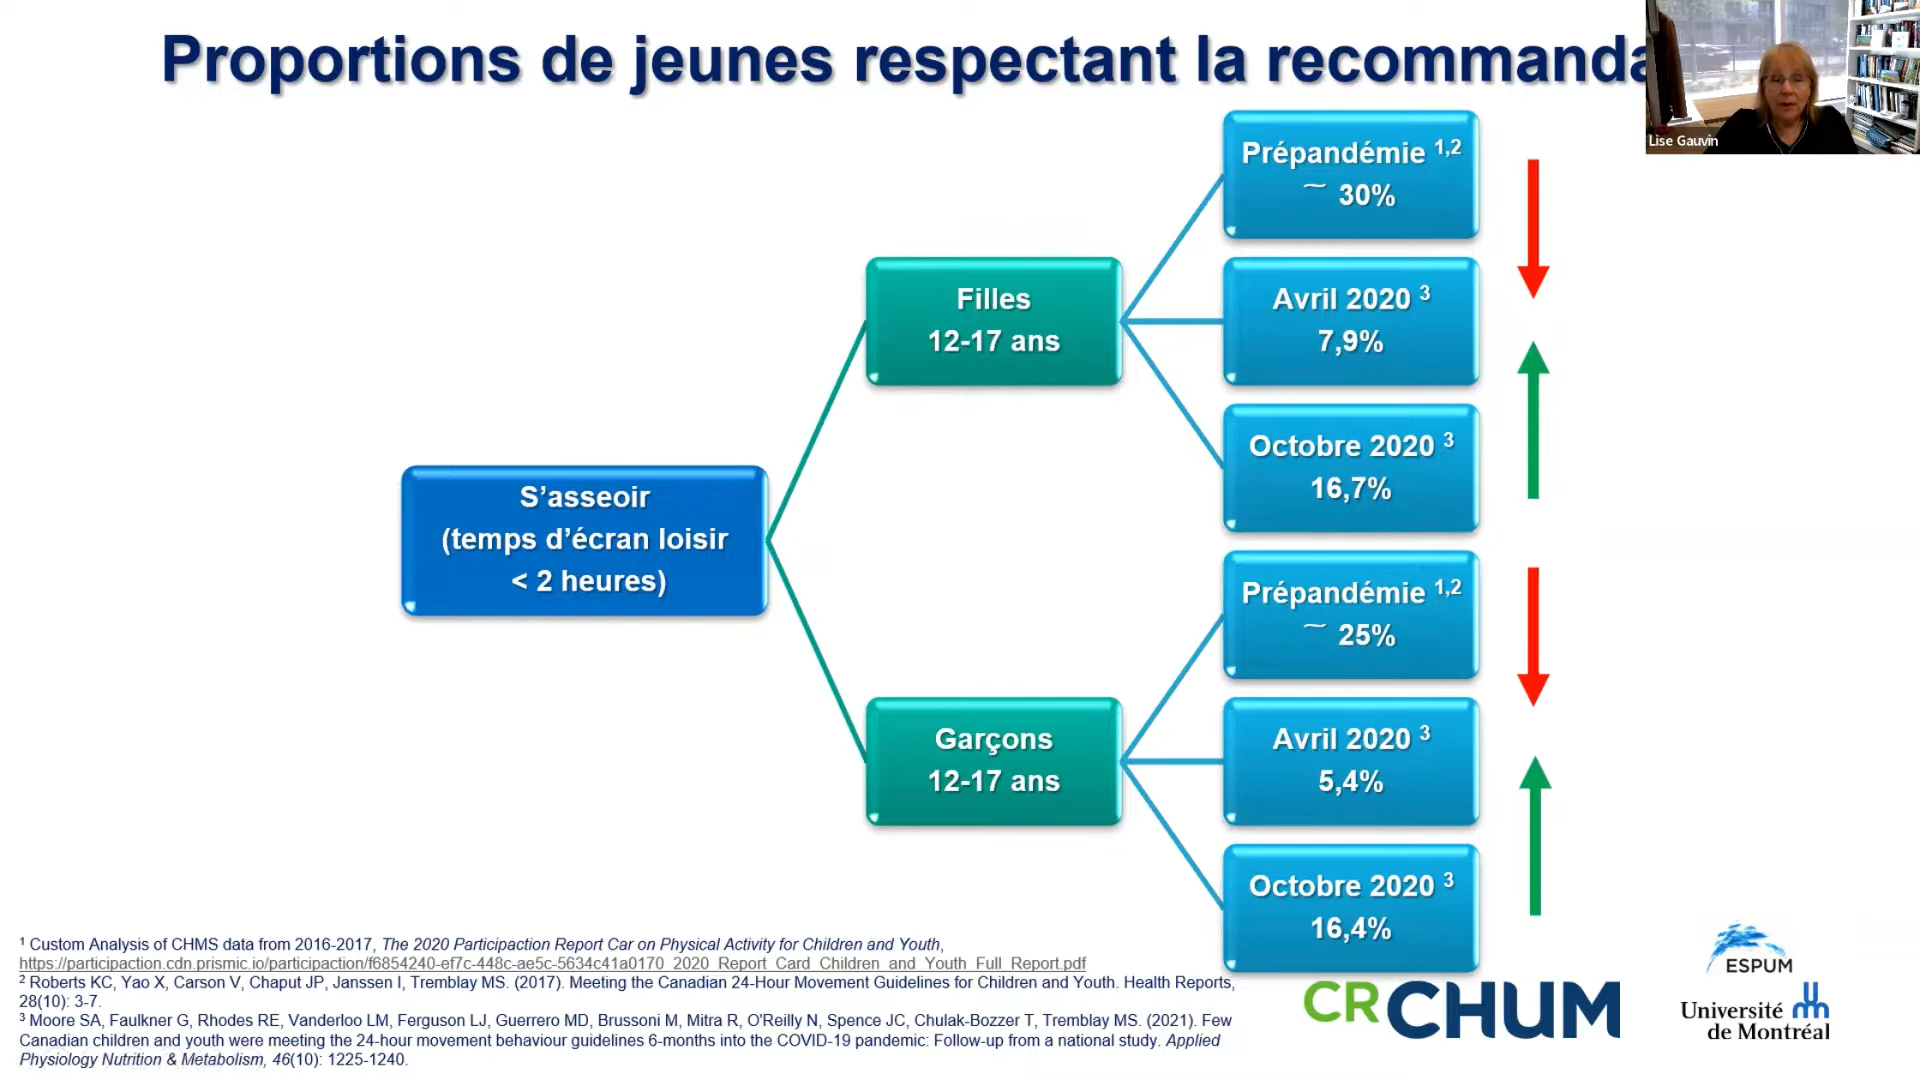 Proportions de jeunes respectant la recommanda
Lise Gauvin
Prépandémie 1,2
~ 30%
Filles
12-17 ans
Avril 2020 3
7,9%
Octobre 2020 3
16,7%
S’asseoir
(temps d’écran loisir
< 2 heures)
Prépandémie 1,2
~ 25%
Garçons
12-17 ans
Avril 2020 3
5,4%
Octobre 2020 3
16,4%
1 Custom Analysis of CHMS data from 2016-2017, The 2020 Participaction Report Car on Physical Activity for Children and Youth,
https://participaction.cdn.prismic.io/participaction/f6854240-ef7c-448c-ae5c-5634c41a0170_2020_Report_Card_Children_and_Youth_Full_Report.pdf
2 Roberts KC, Yao X, Carson V, Chaput JP, Janssen I, Tremblay MS. (2017). Meeting the Canadian 24-Hour Movement Guidelines for Children and Youth. Health Reports,
28(10): 3-7.
3 Moore SA, Faulkner G, Rhodes RE, Vanderloo LM, Ferguson LJ, Guerrero MD, Brussoni M, Mitra R, O'Reilly N, Spence JC, Chulak-Bozzer T, Tremblay MS. (2021). Few
Canadian children and youth were meeting the 24-hour movement behaviour guidelines 6-months into the COVID-19 pandemic: Follow-up from a national study. Applied
Physiology Nutrition & Metabolism, 46(10): 1225-1240.
CRCHUM
ESPUM
Université
de Montréal